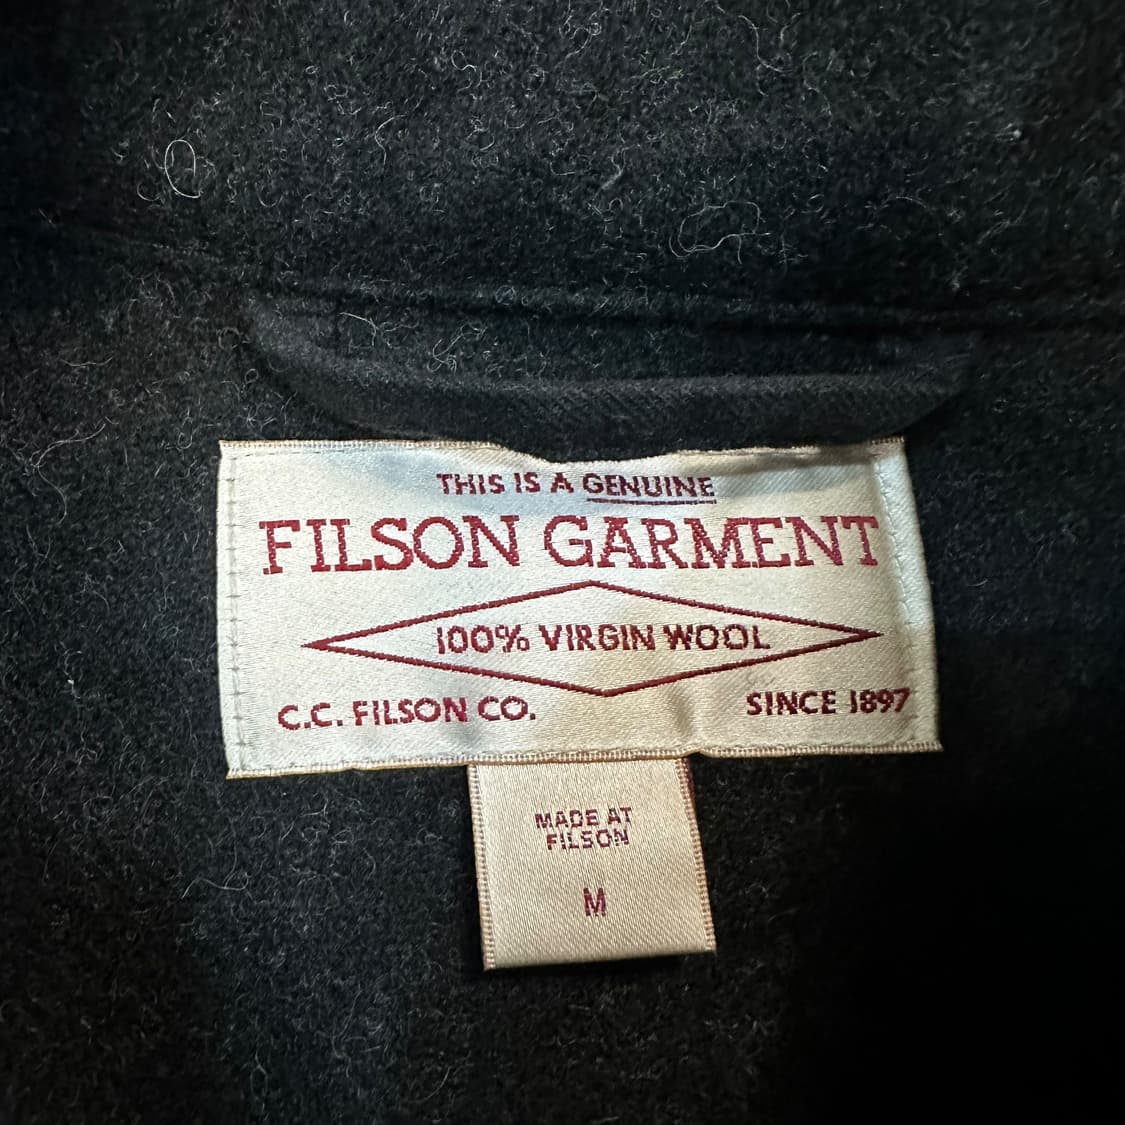 THIS IS A GENUINE
FILSON GARMENT
100% VIRGIN WOOL
C.C. FILSON CO. SINCE 1897
MADE AT
FILSON
M